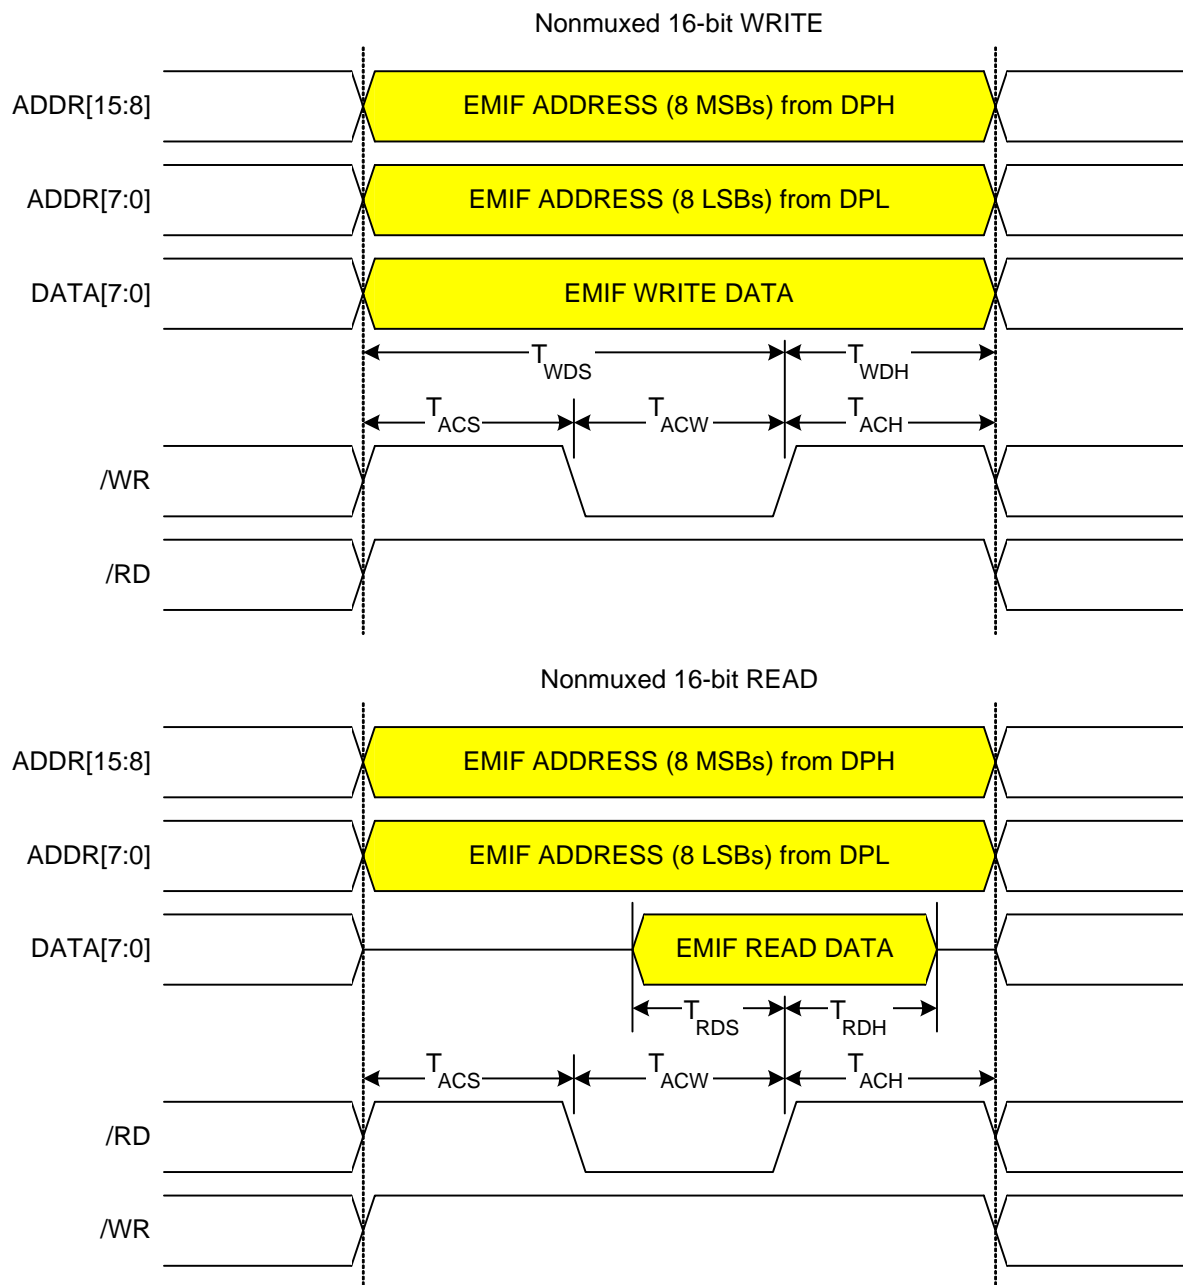 Nonmuxed 16-bit WRITE
ADDR[15:8]
EMIF ADDRESS (8 MSBs) from DPH
ADDR[7:0]
EMIF ADDRESS (8 LSBs) from DPL
DATA[7:0]
EMIF WRITE DATA
TWDS
TWDH
TACS
TACW
TACH
/WR
/RD
Nonmuxed 16-bit READ
ADDR[15:8]
EMIF ADDRESS (8 MSBs) from DPH
ADDR[7:0]
EMIF ADDRESS (8 LSBs) from DPL
DATA[7:0]
EMIF READ DATA
TRDS
TRDH
TACS
TACW
TACH
/RD
/WR